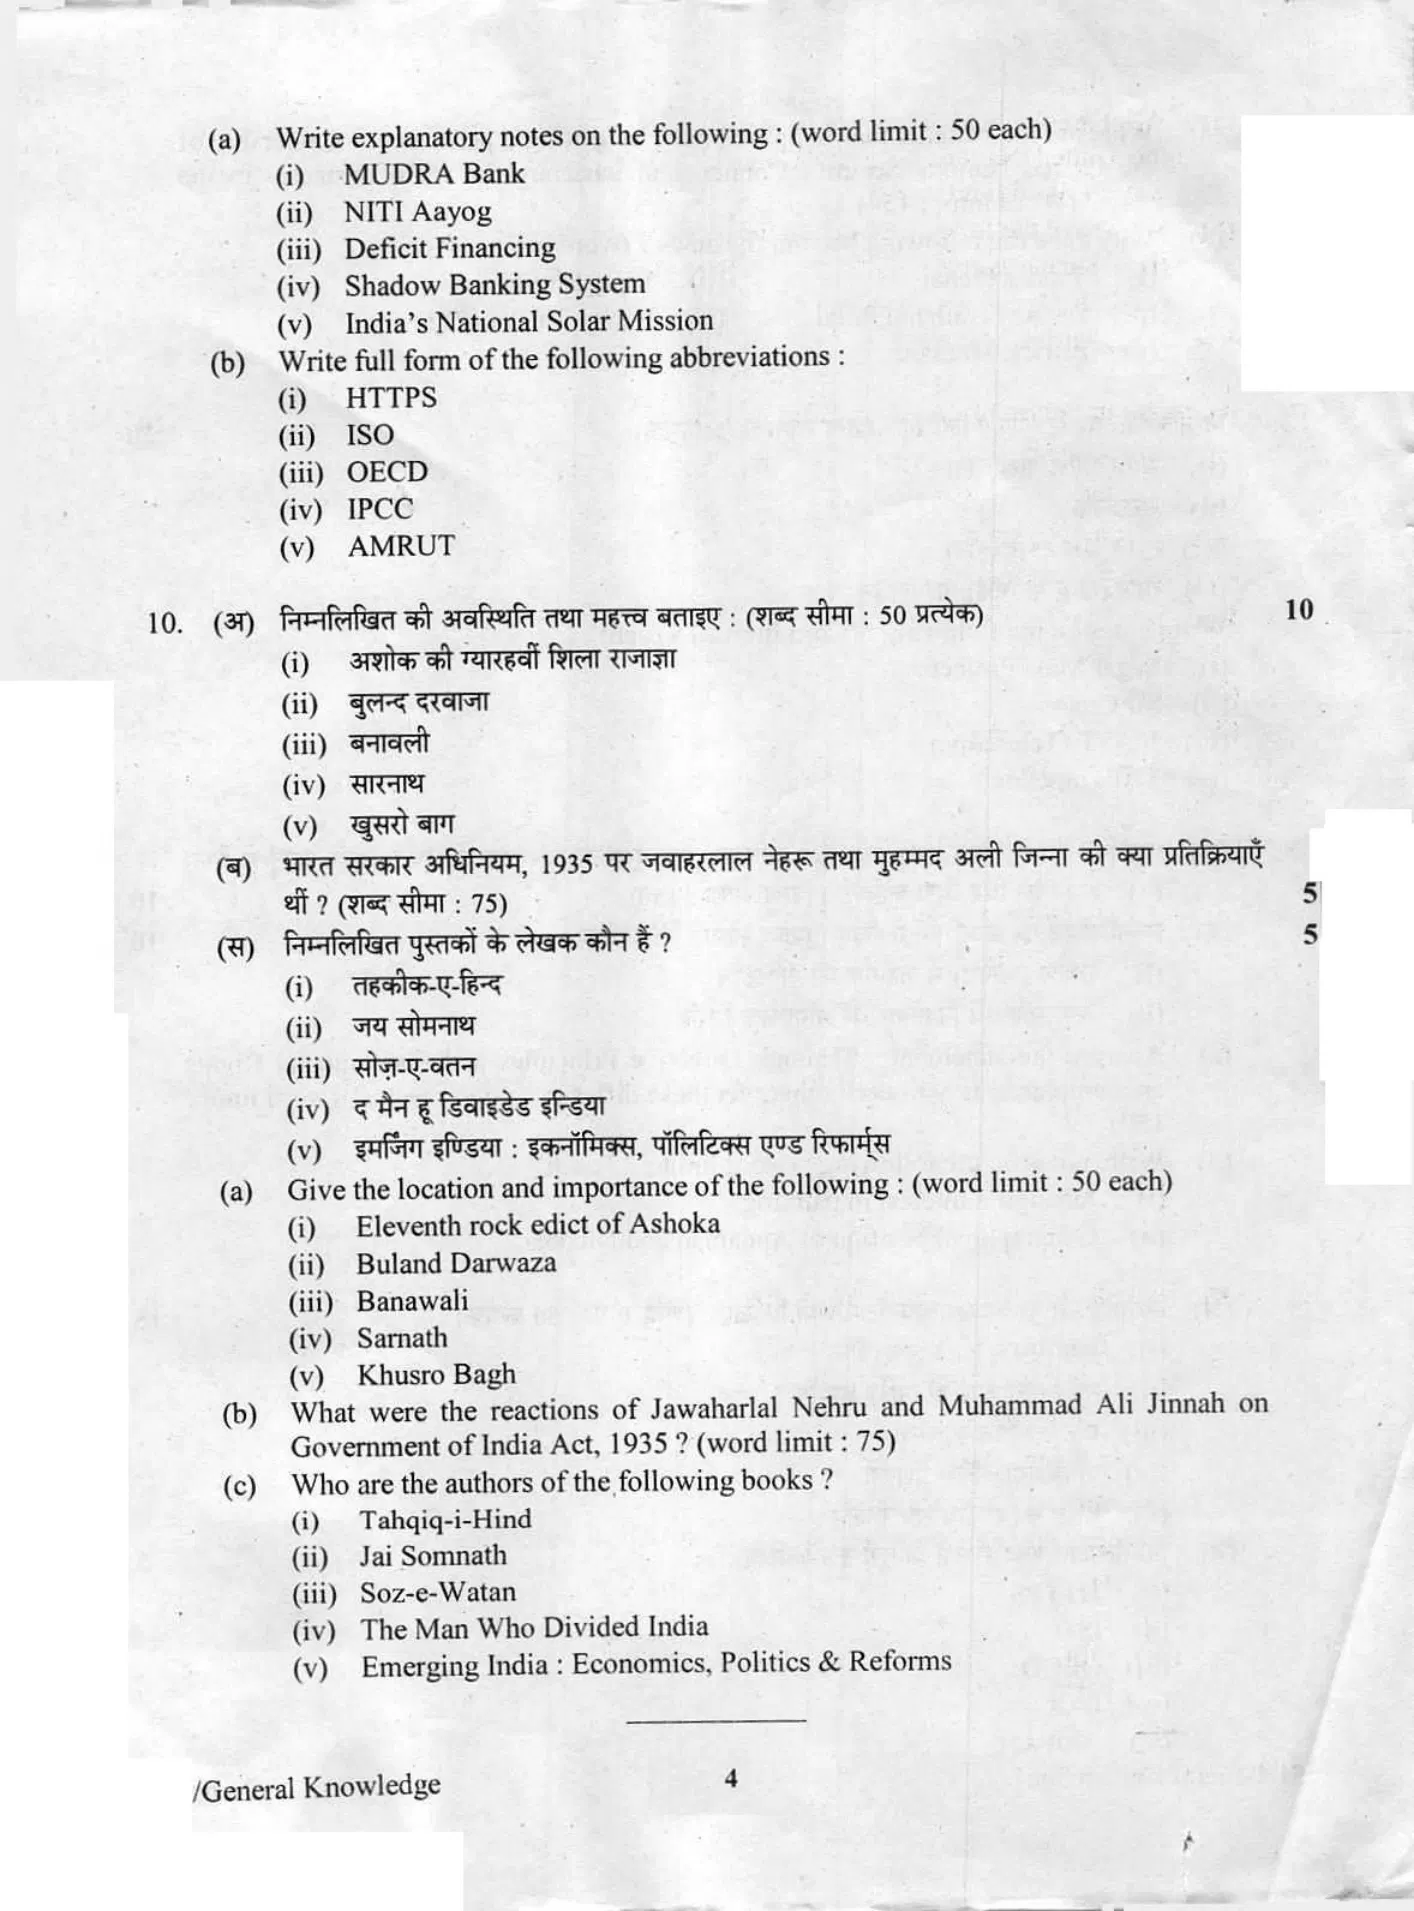 (a) Write explanatory notes on the following : (word limit : 50 each)
(i) MUDRA Bank
(ii) NITI Aayog
(iii) Deficit Financing
(iv) Shadow Banking System
(v) India's National Solar Mission
(b) Write full form of the following abbreviations :
(i) HTTPS
(ii) ISO
(iii) OECD
(iv) IPCC
(v) AMRUT
10. (अ) निम्नलिखित की अवस्थिति तथा महत्त्व बताइए : (शब्द सीमा : 50 प्रत्येक) 10
(i) अशोक की ग्यारहवीं शिला राजाज्ञा
(ii) बुलन्द दरवाजा
(iii) बनावली
(iv) सारनाथ
(v) खुसरो बाग
(ब) भारत सरकार अधिनियम, 1935 पर जवाहरलाल नेहरू तथा मुहम्मद अली जिन्ना की क्या प्रतिक्रियाएँ
थीं ? (शब्द सीमा : 75) 5
(स) निम्नलिखित पुस्तकों के लेखक कौन हैं ? 5
(i) तहकीक-ए-हिन्द
(ii) जय सोमनाथ
(iii) सोज़-ए-वतन
(iv) द मैन हू डिवाइडेड इन्डिया
(v) इमर्जिंग इण्डिया : इकनॉमिक्स, पॉलिटिक्स एण्ड रिफार्म्स
(a) Give the location and importance of the following : (word limit : 50 each)
(i) Eleventh rock edict of Ashoka
(ii) Buland Darwaza
(iii) Banawali
(iv) Sarnath
(v) Khusro Bagh
(b) What were the reactions of Jawaharlal Nehru and Muhammad Ali Jinnah on
Government of India Act, 1935 ? (word limit : 75)
(c) Who are the authors of the following books ?
(i) Tahqiq-i-Hind
(ii) Jai Somnath
(iii) Soz-e-Watan
(iv) The Man Who Divided India
(v) Emerging India : Economics, Politics & Reforms
/General Knowledge 4